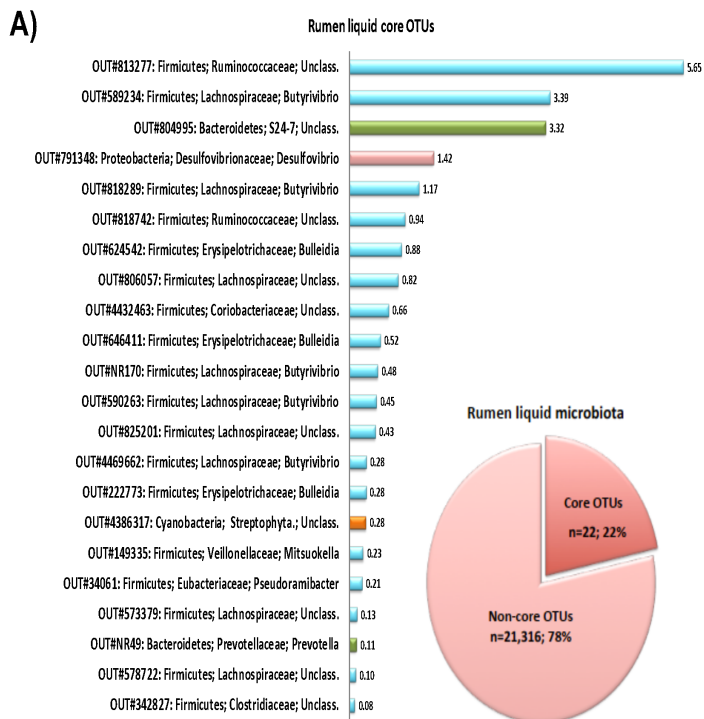 A)
Rumen liquid core OTUs
OUT#813277: Firmicutes; Ruminococcaceae; Unclass. 5.65
OUT#589234: Firmicutes; Lachnospiraceae; Butyrivibrio 3.39
OUT#804995: Bacteroidetes; S24-7; Unclass. 3.32
OUT#791348: Proteobacteria; Desulfovibrionaceae; Desulfovibrio 1.42
OUT#818289: Firmicutes; Lachnospiraceae; Butyrivibrio 1.17
OUT#818742: Firmicutes; Ruminococcaceae; Unclass. 0.94
OUT#624542: Firmicutes; Erysipelotrichaceae; Bulleidia 0.88
OUT#806057: Firmicutes; Lachnospiraceae; Unclass. 0.82
OUT#4432463: Firmicutes; Coriobacteriaceae; Unclass. 0.66
OUT#646411: Firmicutes; Erysipelotrichaceae; Bulleidia 0.52
OUT#NR170: Firmicutes; Lachnospiraceae; Butyrivibrio 0.48
OUT#590263: Firmicutes; Lachnospiraceae; Butyrivibrio 0.45
OUT#825201: Firmicutes; Lachnospiraceae; Unclass. 0.43
OUT#4469662: Firmicutes; Lachnospiraceae; Butyrivibrio 0.28
OUT#222773: Firmicutes; Erysipelotrichaceae; Bulleidia 0.28
OUT#4386317: Cyanobacteria; Streptophyta.; Unclass. 0.28
OUT#149335: Firmicutes; Veillonellaceae; Mitsuokella 0.23
OUT#34061: Firmicutes; Eubacteriaceae; Pseudoramibacter 0.21
OUT#573379: Firmicutes; Lachnospiraceae; Unclass. 0.13
OUT#NR49: Bacteroidetes; Prevotellaceae; Prevotella 0.11
OUT#578722: Firmicutes; Lachnospiraceae; Unclass. 0.10
OUT#342827: Firmicutes; Clostridiaceae; Unclass. 0.08
Rumen liquid microbiota
Core OTUs
n=22; 22%
Non-core OTUs
n=21,316; 78%